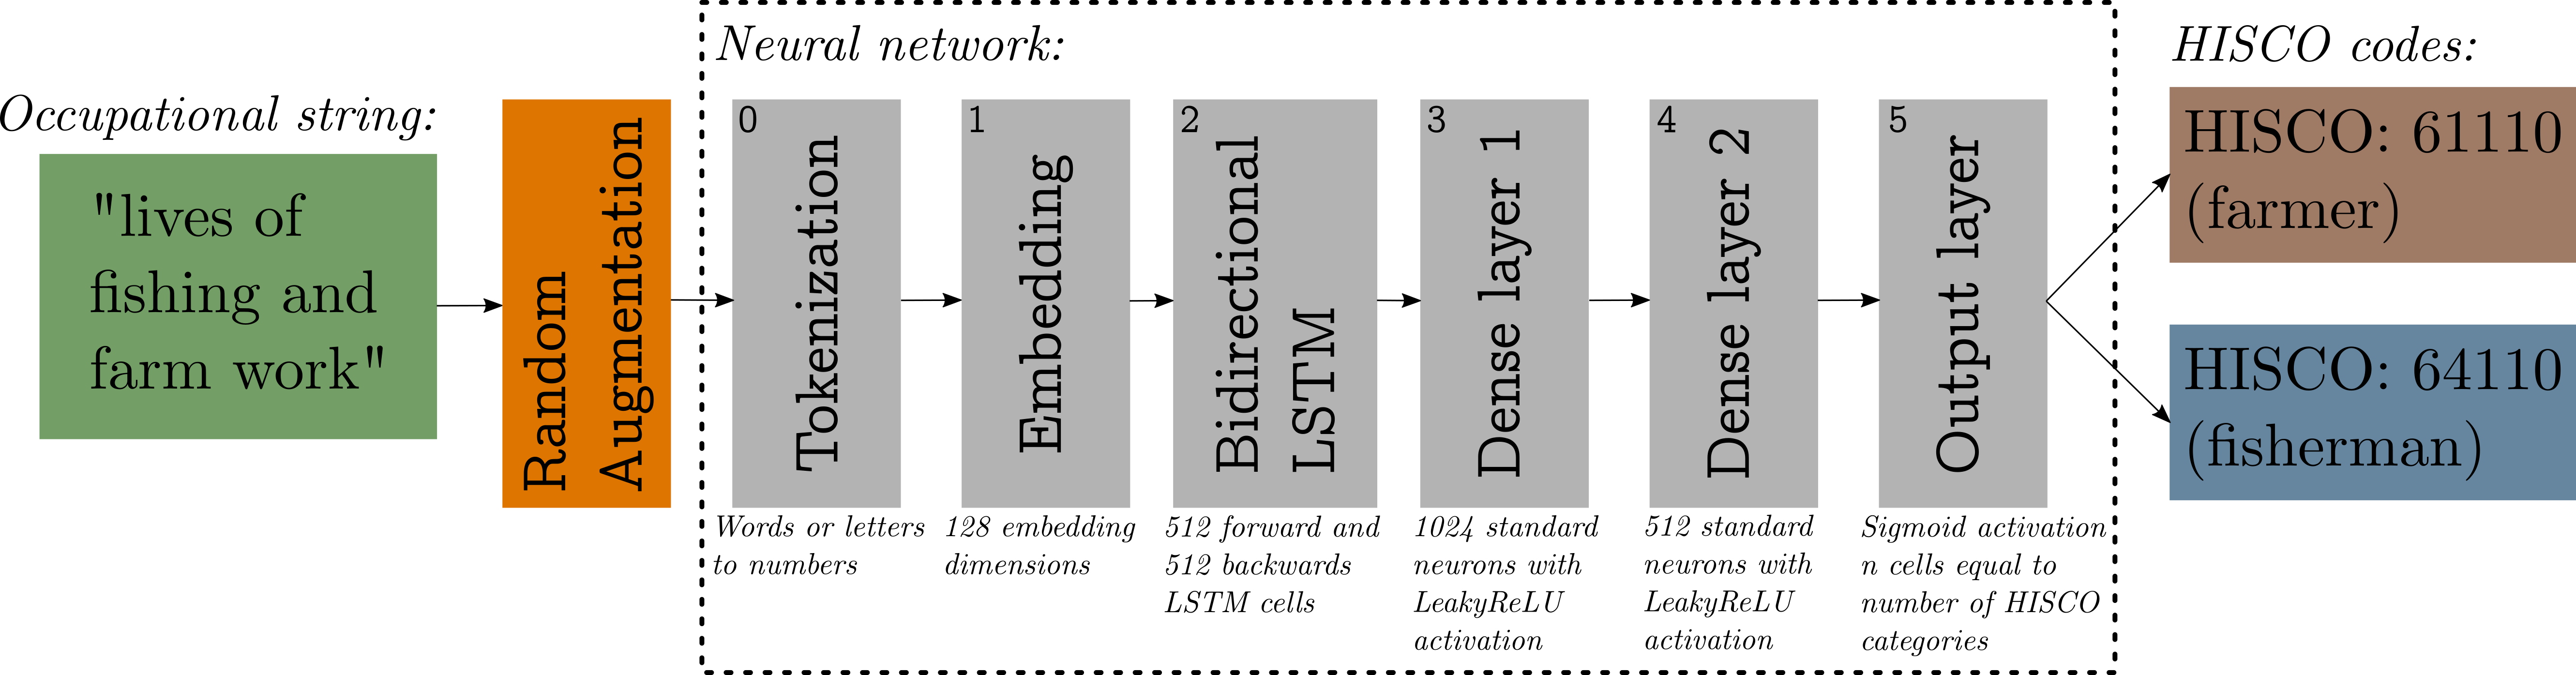 Occupational string:
"lives of
fishing and
farm work"
Random
Augmentation
Neural network:
0
Tokenization
Words or letters
to numbers
1
Embedding
128 embedding
dimensions
2
Bidirectional
LSTM
512 forward and
512 backwards
LSTM cells
3
Dense layer 1
1024 standard
neurons with
LeakyReLU
activation
4
Dense layer 2
512 standard
neurons with
LeakyReLU
activation
5
Output layer
Sigmoid activation
n cells equal to
number of HISCO
categories
HISCO codes:
HISCO: 61110
(farmer)
HISCO: 64110
(fisherman)